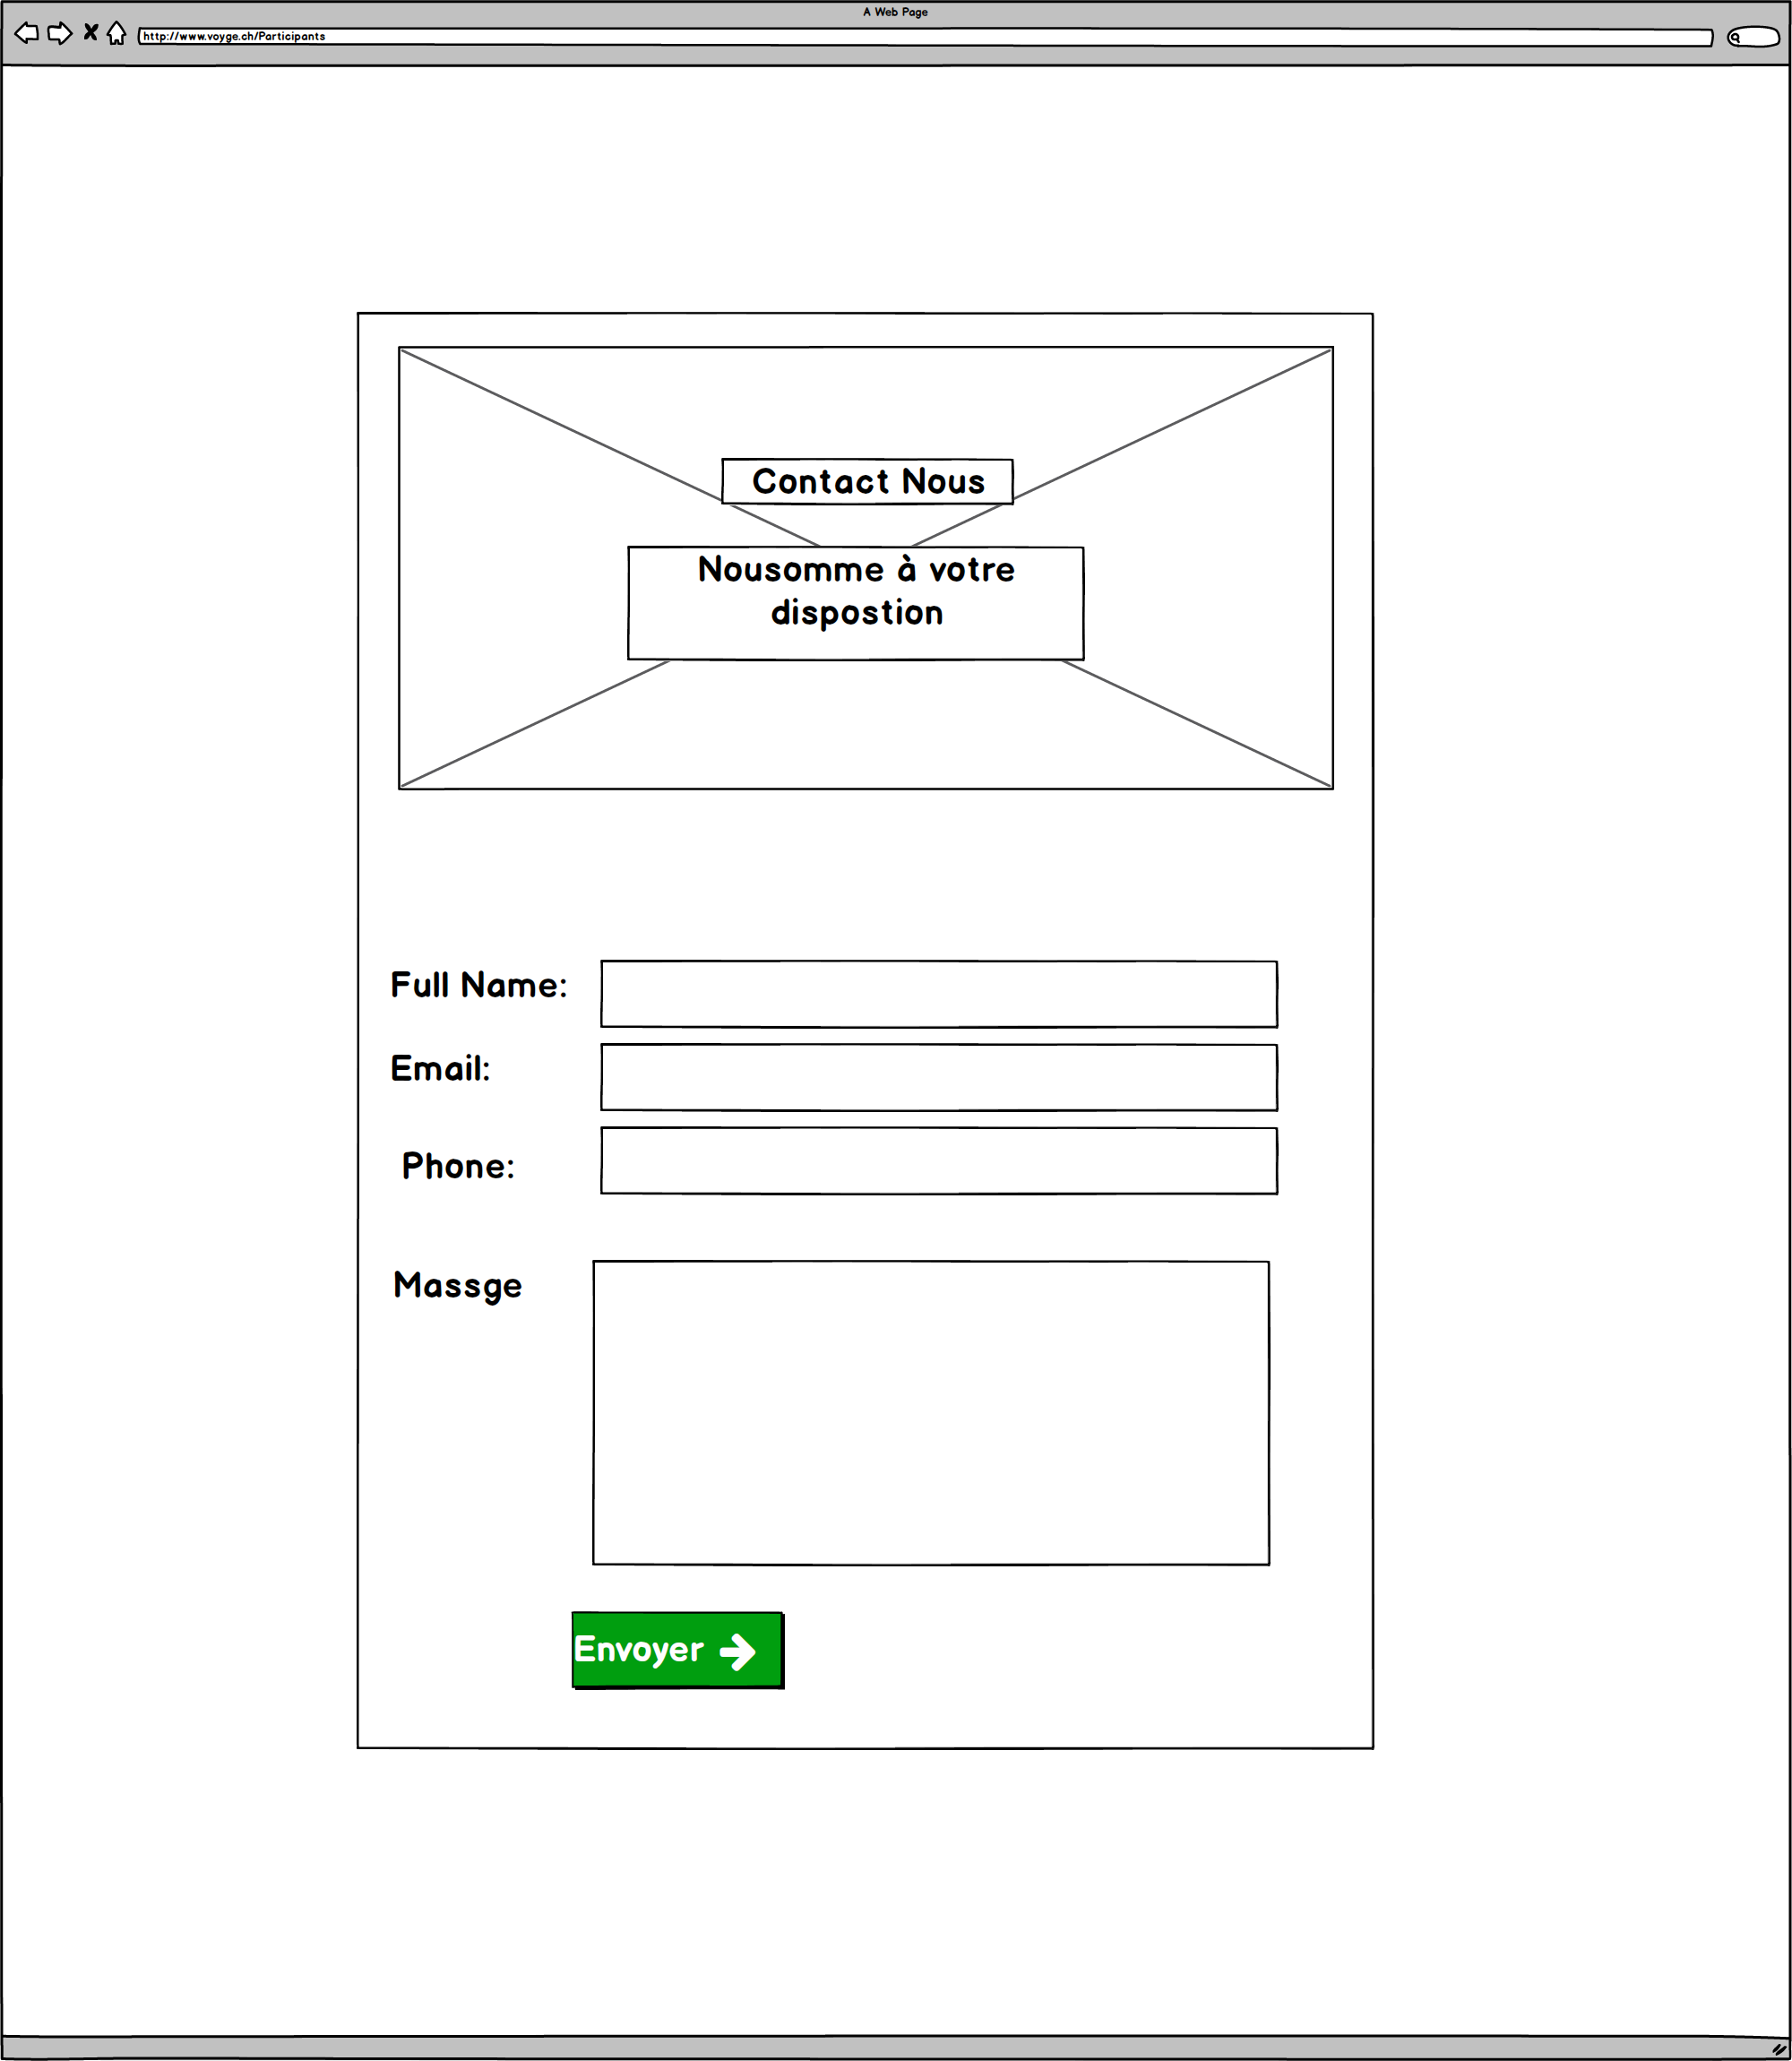 A Web Page
http://www.voyge.ch/Participants
Contact Nous
Nousomme à votre
dispostion
Full Name:
Email:
Phone:
Massge
Envoyer